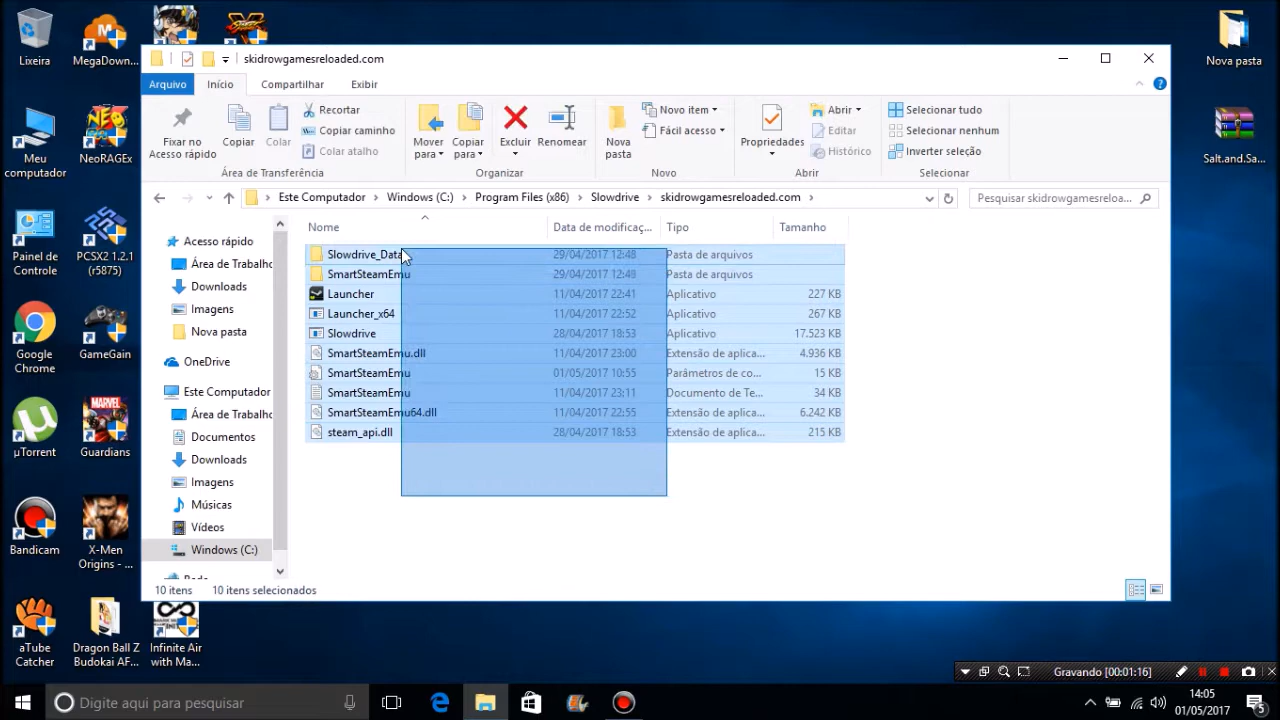 Lixeira
MegaDown...
Nova pasta
Meu
computador
NeoRAGEx
Salt.and.Sa...
Painel de
Controle
PCSX2 1.2.1
(r5875)
Google
Chrome
GameGain
µTorrent
Guardians
Bandicam
X-Men
Origins - ...
aTube
Catcher
Dragon Ball Z
Budokai AF...
Infinite Air
with Ma...
skidrowgamesreloaded.com
Arquivo Início Compartilhar Exibir
Fixar no
Acesso rápido
Copiar
Colar
Recortar
Copiar caminho
Colar atalho
Área de Transferência
Mover
para
Copiar
para
Excluir
Renomear
Organizar
Nova
pasta
Novo item
Fácil acesso
Novo
Propriedades
Abrir
Editar
Histórico
Abrir
Selecionar tudo
Selecionar nenhum
Inverter seleção
Selecionar
Este Computador Windows (C:) Program Files (x86) Slowdrive skidrowgamesreloaded.com
Pesquisar skidrowgamesreloa...
Acesso rápido
Área de Trabalho
Downloads
Imagens
Nova pasta
OneDrive
Este Computador
Área de Trabalho
Documentos
Downloads
Imagens
Músicas
Vídeos
Windows (C:)
Nome Data de modificaç... Tipo Tamanho
Slowdrive_Data 29/04/2017 12:48 Pasta de arquivos
SmartSteamEmu 29/04/2017 12:48 Pasta de arquivos
Launcher 11/04/2017 22:41 Aplicativo 227 KB
Launcher_x64 11/04/2017 22:52 Aplicativo 267 KB
Slowdrive 28/04/2017 18:53 Aplicativo 17.523 KB
SmartSteamEmu.dll 11/04/2017 23:00 Extensão de aplica... 4.936 KB
SmartSteamEmu 01/05/2017 10:55 Parâmetros de co... 15 KB
SmartSteamEmu 11/04/2017 23:11 Documento de Te... 34 KB
SmartSteamEmu64.dll 11/04/2017 22:55 Extensão de aplica... 6.242 KB
steam_api.dll 28/04/2017 18:53 Extensão de aplica... 215 KB
10 itens 10 itens selecionados
Gravando [00:01:16]
Digite aqui para pesquisar
14:05
01/05/2017
5